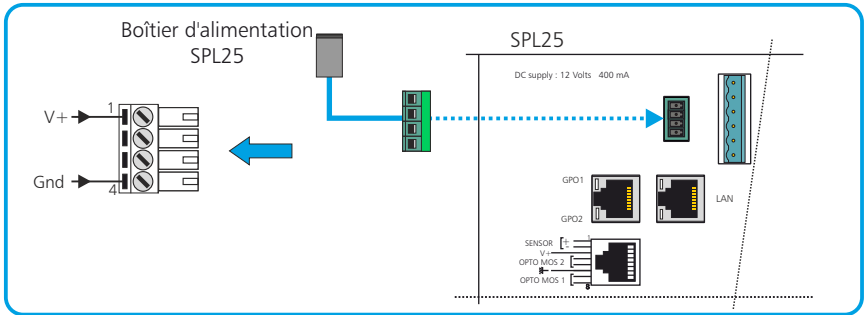 Boîtier d'alimentation
SPL25
V+
1
Gnd
4
SPL25
DC supply : 12 Volts 400 mA
GPO1
GPO2
LAN
SENSOR [+
-
V+
OPTO MOS 2 [
OPTO MOS 1 [
1
8